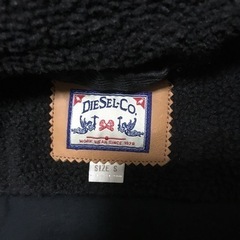 DIESEL-CO.
WORK WEAR SINCE 1978
SIZE S